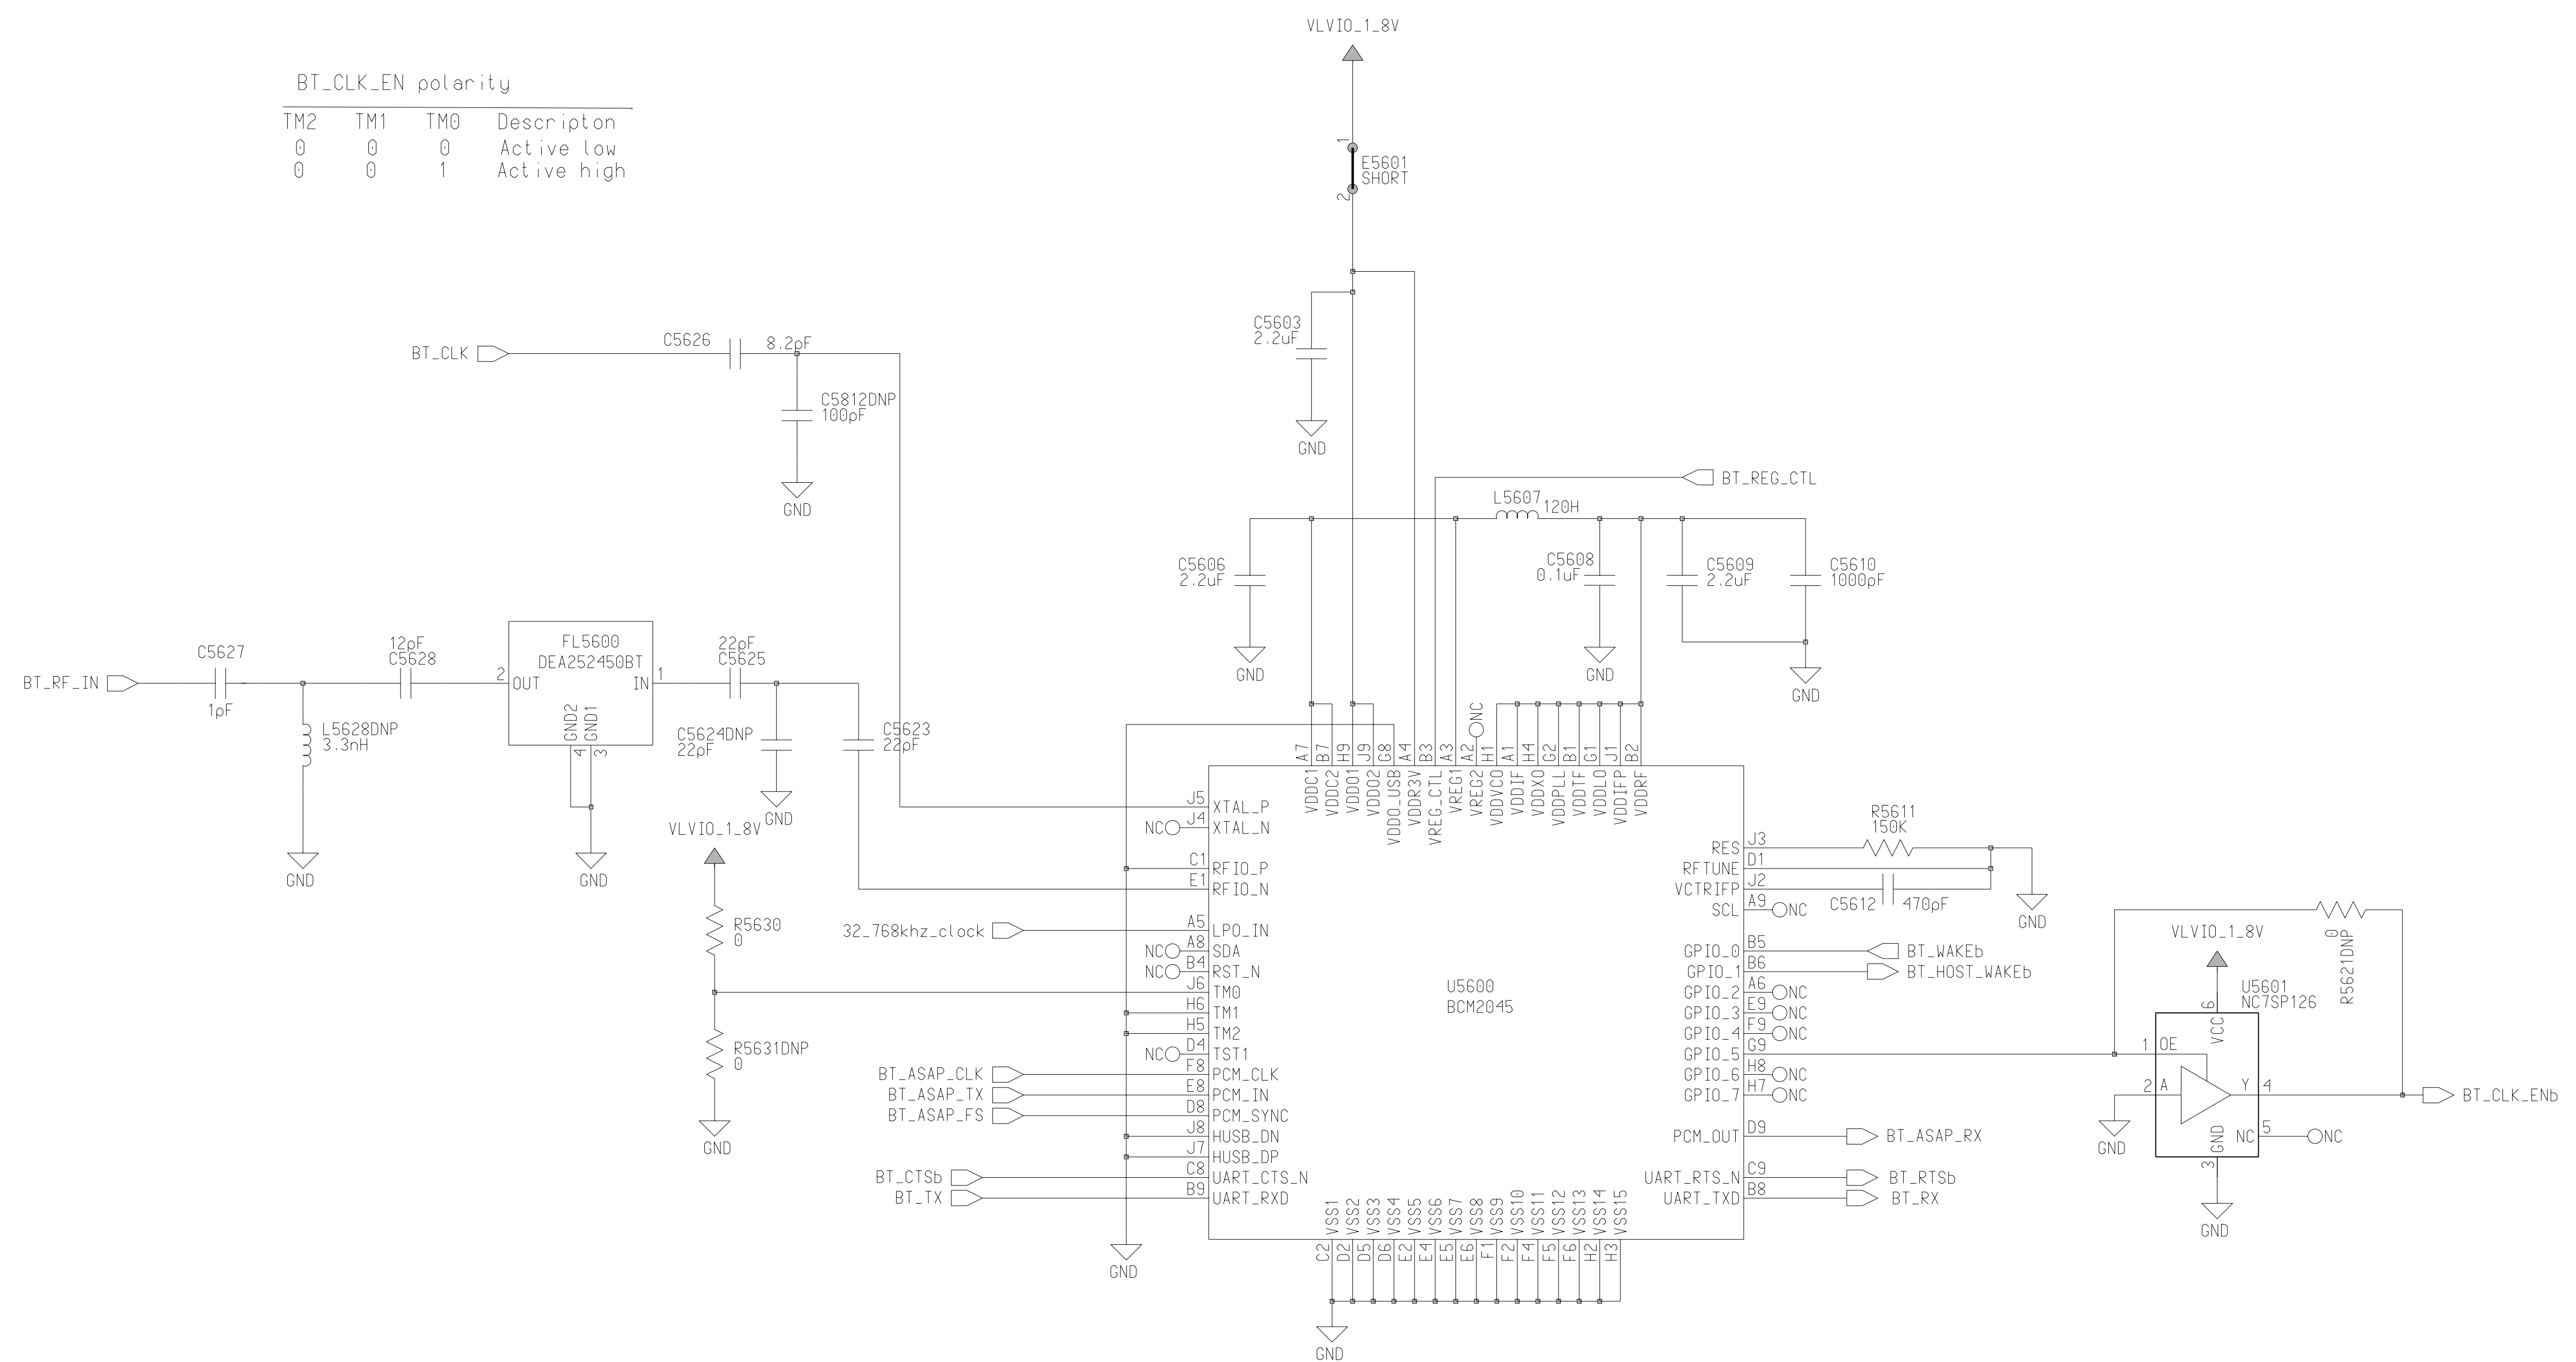 VLVIO_1_8V
BT_CLK_EN polarity
TM2 TM1 TM0 Descripton
0 0 0 Active low
0 0 1 Active high
1
E5601
SHORT
2
C5603
2.2uF
GND
BT_CLK
C5626
8.2pF
C5812DNP
100pF
GND
BT_REG_CTL
L5607
120H
C5606
2.2uF
GND
C5608
0.1uF
GND
C5609
2.2uF
C5610
1000pF
GND
BT_RF_IN
C5627
1pF
L5628DNP
3.3nH
GND
12pF
C5628
FL5600
DEA252450BT
2 OUT
IN 1
GND2
GND1
4
3
GND
22pF
C5625
C5624DNP
22pF
GND
C5623
22pF
VLVIO_1_8V
R5630
0
R5631DNP
0
GND
A7 VDDC1
B7 VDDC2
H9 VDDO1
J9 VDDO2
G8 VDDO_USB
A4 VDDR3V
B3 VREG_CTL
A3 VREG1
NC A2 VREG2
H1 VDDVCO
A1 VDDIF
H4 VDDXO
G2 VDDPLL
B1 VDDTF
G1 VDDLO
J1 VDDIFP
B2 VDDRF
J5 XTAL_P
NC J4 XTAL_N
C1 RFIO_P
E1 RFIO_N
32_768khz_clock A5 LPO_IN
NC A8 SDA
NC B4 RST_N
J6 TM0
H6 TM1
H5 TM2
NC D4 TST1
BT_ASAP_CLK F8 PCM_CLK
BT_ASAP_TX E8 PCM_IN
BT_ASAP_FS D8 PCM_SYNC
J8 HUSB_DN
J7 HUSB_DP
BT_CTSb C8 UART_CTS_N
BT_TX B9 UART_RXD
GND
U5600
BCM2045
RES J3
R5611
150K
RFTUNE D1
VCTRIFP J2
C5612 470pF
GND
SCL A9 NC
GPIO_0 B5 BT_WAKEb
GPIO_1 B6 BT_HOST_WAKEb
GPIO_2 A6 NC
GPIO_3 E9 NC
GPIO_4 F9 NC
GPIO_5 G9
GPIO_6 H8 NC
GPIO_7 H7 NC
PCM_OUT D9 BT_ASAP_RX
UART_RTS_N C9 BT_RTSb
UART_TXD B8 BT_RX
VSS1 C2
VSS2 D2
VSS3 D5
VSS4 D6
VSS5 E2
VSS6 E4
VSS7 E5
VSS8 E6
VSS9 F1
VSS10 F2
VSS11 F4
VSS12 F5
VSS13 F6
VSS14 H2
VSS15 H3
GND
0
R5621DNP
VLVIO_1_8V
U5601
NC7SP126
6 VCC
1 OE
2 A
Y 4
BT_CLK_ENb
GND
NC 5 NC
GND 3
GND